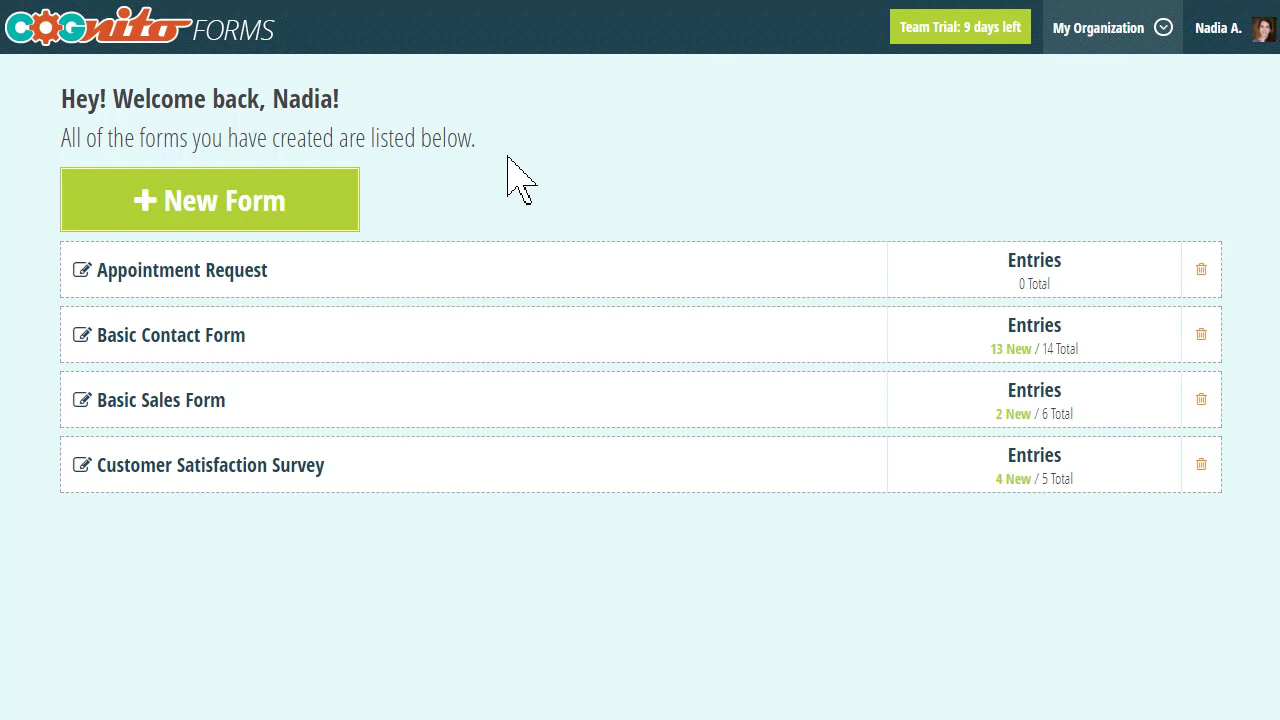 COGnito FORMS
Team Trial: 9 days left
My Organization
Nadia A.
Hey! Welcome back, Nadia!
All of the forms you have created are listed below.
New Form
Appointment Request
Entries
0 Total
Basic Contact Form
Entries
13 New / 14 Total
Basic Sales Form
Entries
2 New / 6 Total
Customer Satisfaction Survey
Entries
4 New / 5 Total